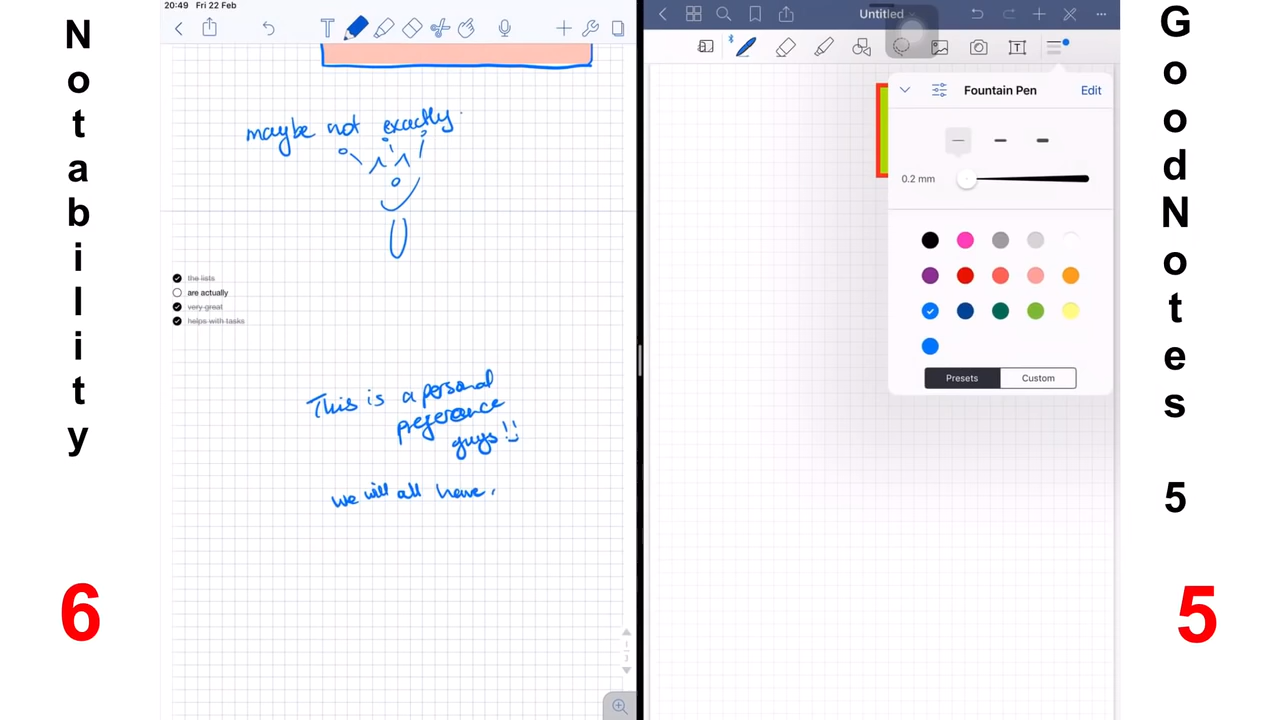 Notability
6
20:49 Fri 22 Feb
maybe not exactly.
the lists
are actually
very great
helps with tasks
This is a personal
preference
guys!!
we will all have
Untitled
Fountain Pen
Edit
0.2 mm
Presets
Custom
GoodNotes 5
5